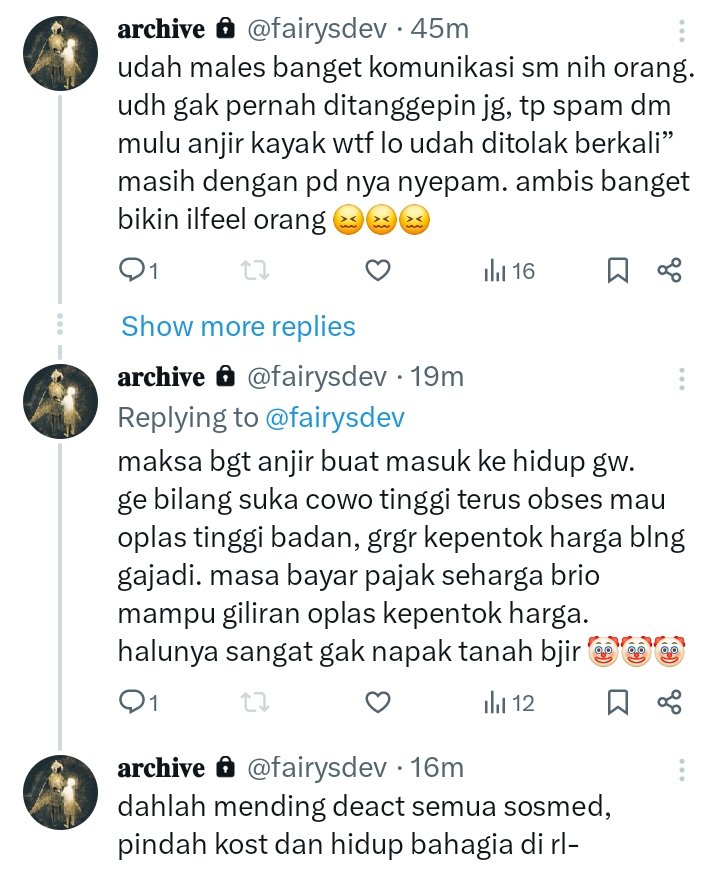 archive 🔒 @fairysdev · 45m
udah males banget komunikasi sm nih orang.
udh gak pernah ditanggepin jg, tp spam dm
mulu anjir kayak wtf lo udah ditolak berkali”
masih dengan pd nya nyepam. ambis banget
bikin ilfeel orang 😖😖😖
1 16
Show more replies
archive 🔒 @fairysdev · 19m
Replying to @fairysdev
maksa bgt anjir buat masuk ke hidup gw.
ge bilang suka cowo tinggi terus obses mau
oplas tinggi badan, grgr kepentok harga blng
gajadi. masa bayar pajak seharga brio
mampu giliran oplas kepentok harga.
halunya sangat gak napak tanah bjir 🤡🤡🤡
1 12
archive 🔒 @fairysdev · 16m
dahlah mending deact semua sosmed,
pindah kost dan hidup bahagia di rl-